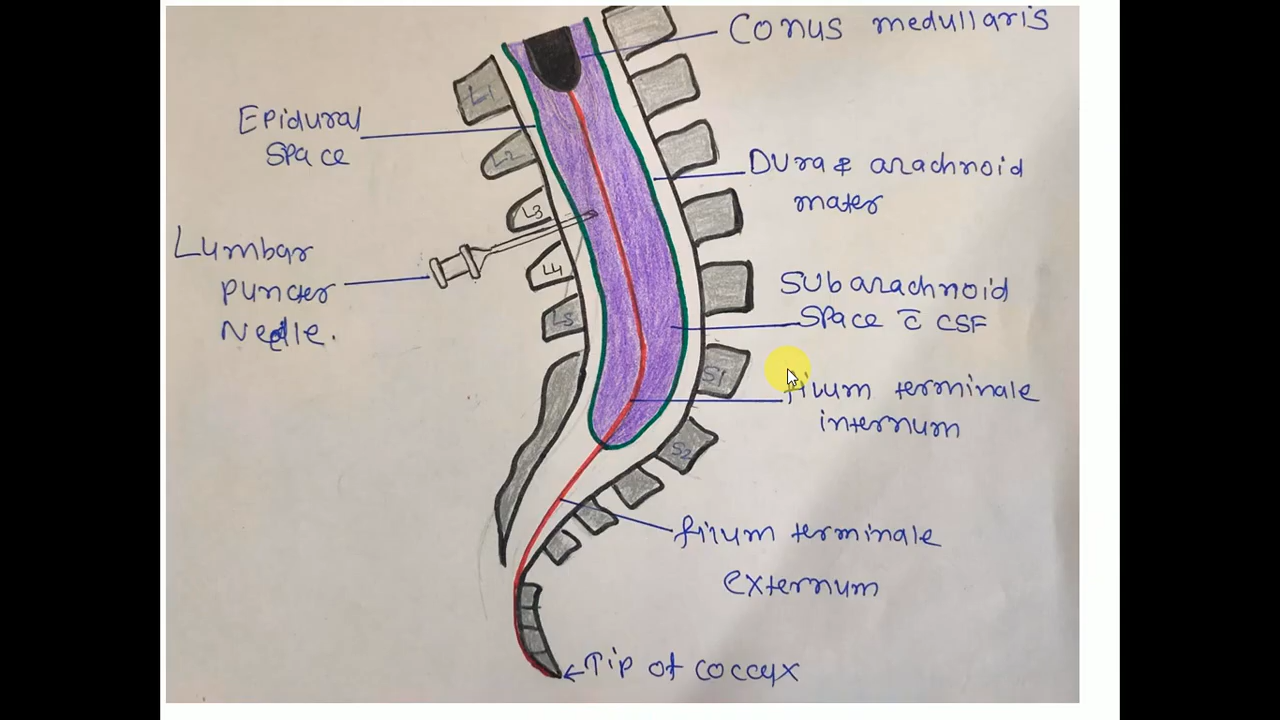 Conus medullaris
Epidural
space
Dura & arachnoid
mater
Lumbar
puncter
Needle.
Subarachnoid
space c̄ CSF
filum terminale
internum
filum terminale
externum
← Tip of coccyx
L1
L2
L3
L4
L5
S1
S2